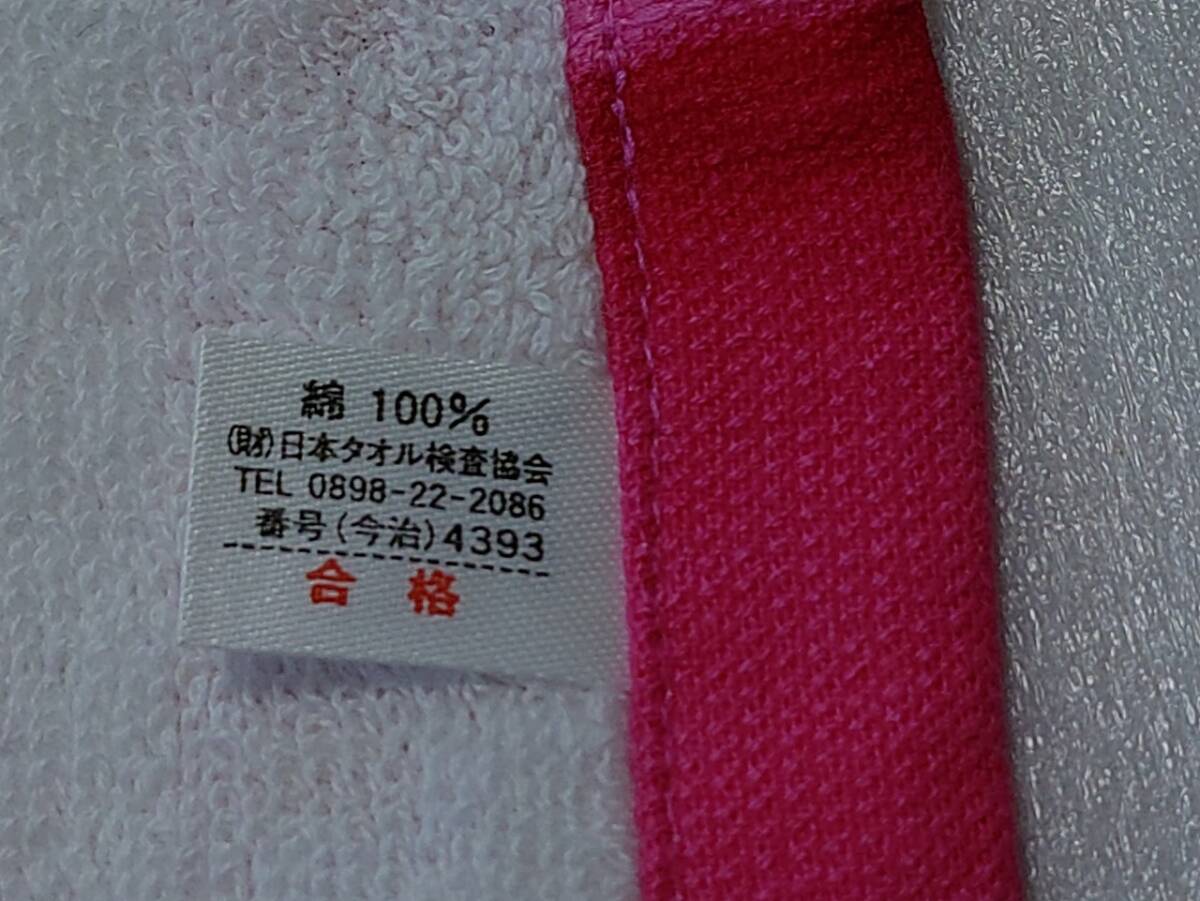 綿 100%
(財)日本タオル検査協会
TEL 0898-22-2086
番号(今治)4393
合格